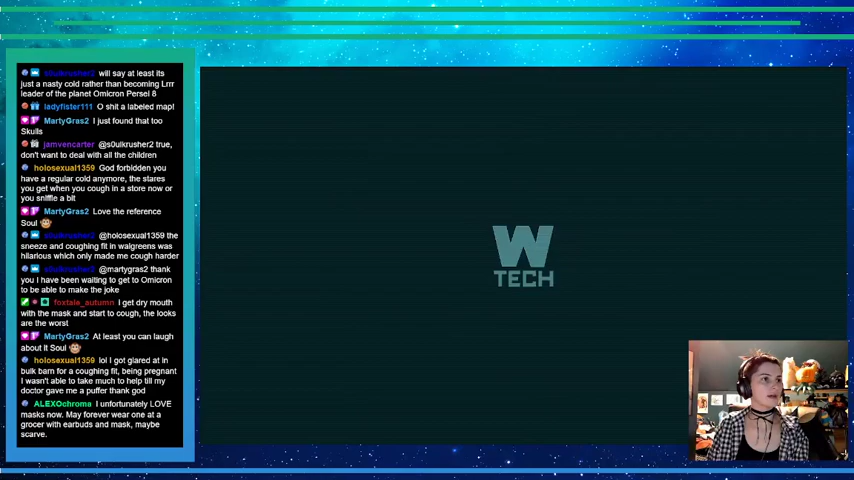 s0ulkrusher2 will say at least its
just a nasty cold rather than becoming Lrrr
leader of the planet Omicron Persel 8
ladyfister111 O shit a labeled map!
MartyGras2 I just found that too
Skulls
jamvencarter @s0ulkrusher2 true,
don't want to deal with all the children
holosexual1359 God forbidden you
have a regular cold anymore, the stares
you get when you cough in a store now or
you sniffle a bit
MartyGras2 Love the reference
Soul
s0ulkrusher2 @holosexual1359 the
sneeze and coughing fit in walgreens was
hilarious which only made me cough harder
s0ulkrusher2 @martygras2 thank
you I have been waiting to get to Omicron
to be able to make the joke
foxtale_autumn I get dry mouth
with the mask and start to cough, the looks
are the worst
MartyGras2 At least you can laugh
about it Soul
holosexual1359 lol I got glared at in
bulk barn for a coughing fit, being pregnant
I wasn't able to take much to help till my
doctor gave me a puffer thank god
ALEXOchroma I unfortunately LOVE
masks now. May forever wear one at a
grocer with earbuds and mask, maybe
scarve.
W
TECH